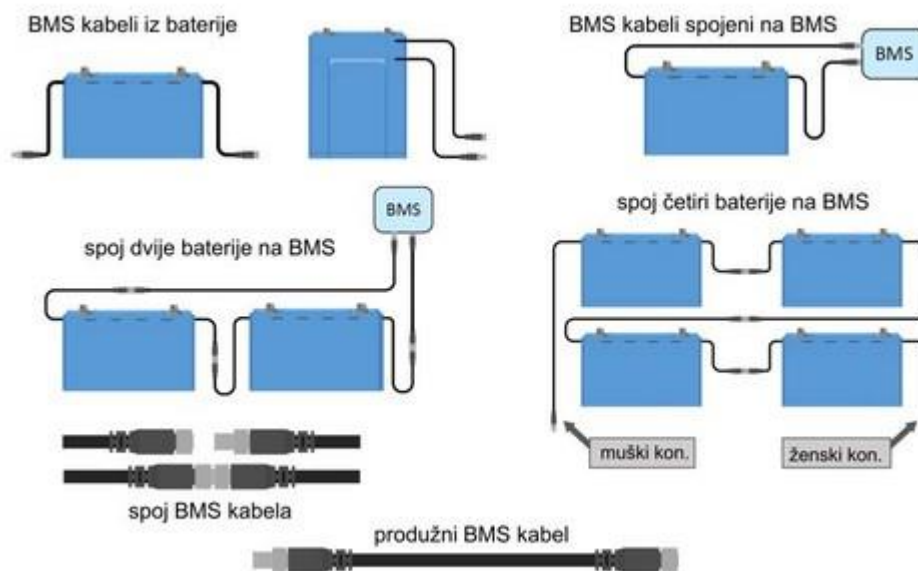 BMS kabeli iz baterije
BMS kabeli spojeni na BMS
BMS
BMS
spoj dvije baterije na BMS
spoj četiri baterije na BMS
muški kon.
ženski kon.
spoj BMS kabela
produžni BMS kabel